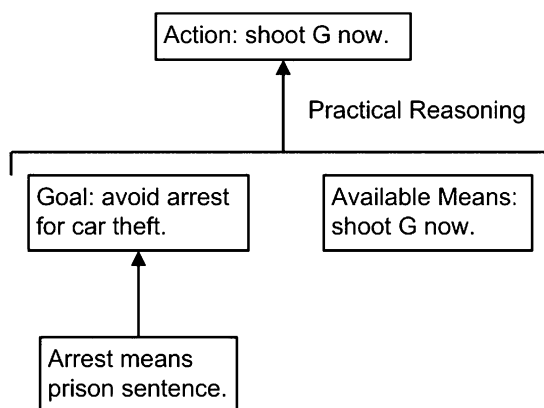 Action: shoot G now.
Practical Reasoning
Goal: avoid arrest
for car theft.
Available Means:
shoot G now.
Arrest means
prison sentence.